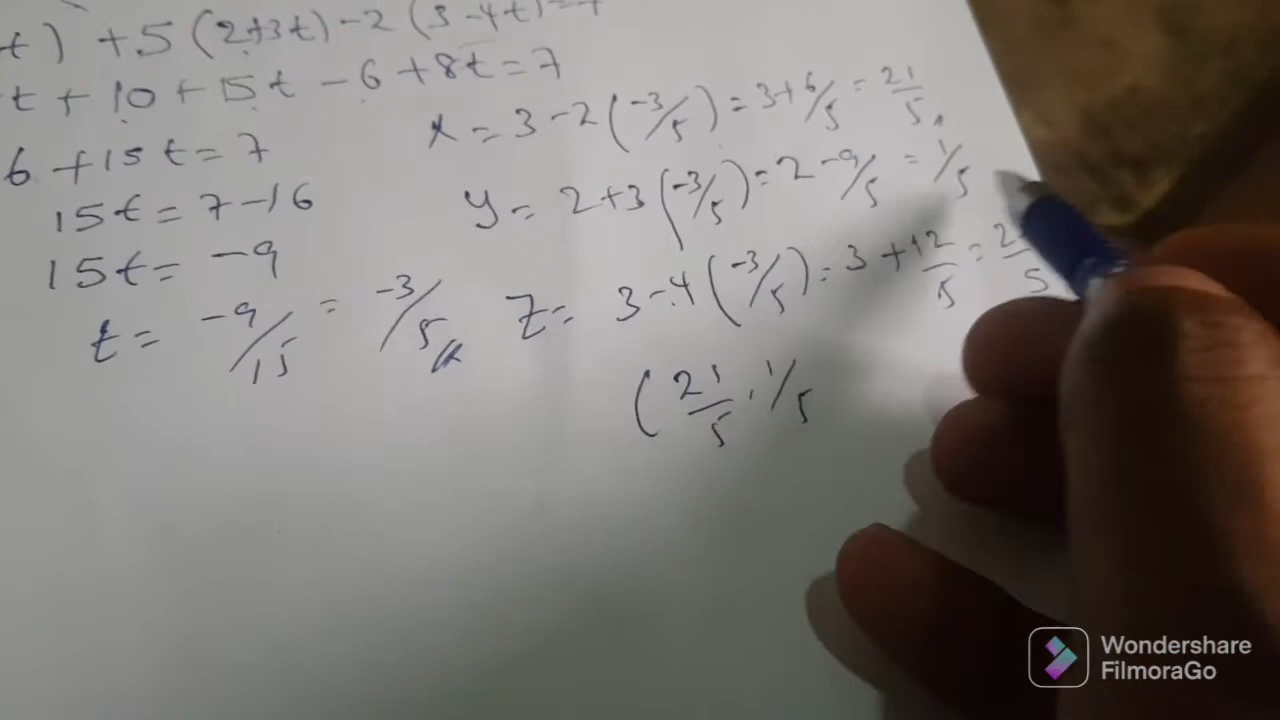 t) +5 (2+3t) -2 (3-4t)=7
t + 10 + 15t - 6 + 8t = 7
6 + 15t = 7
15t = 7-16
15t = -9
t = -9/15 = -3/5
x = 3-2(-3/5) = 3+6/5 = 21/5
y = 2+3(-3/5) = 2-9/5 = 1/5
Z = 3-4(-3/5) = 3+12/5 = 2 /5
(21/5, 1/5
Wondershare
FilmoraGo